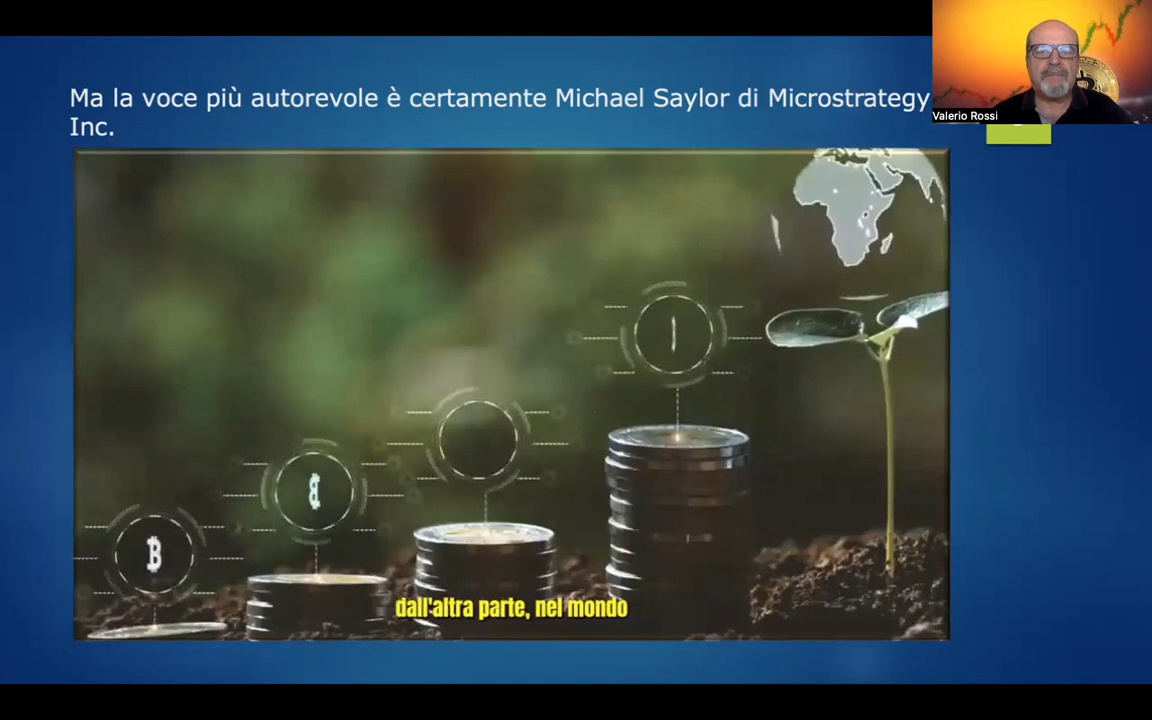 Ma la voce più autorevole è certamente Michael Saylor di Microstrategy
Inc.
Valerio Rossi
dall'altra parte, nel mondo